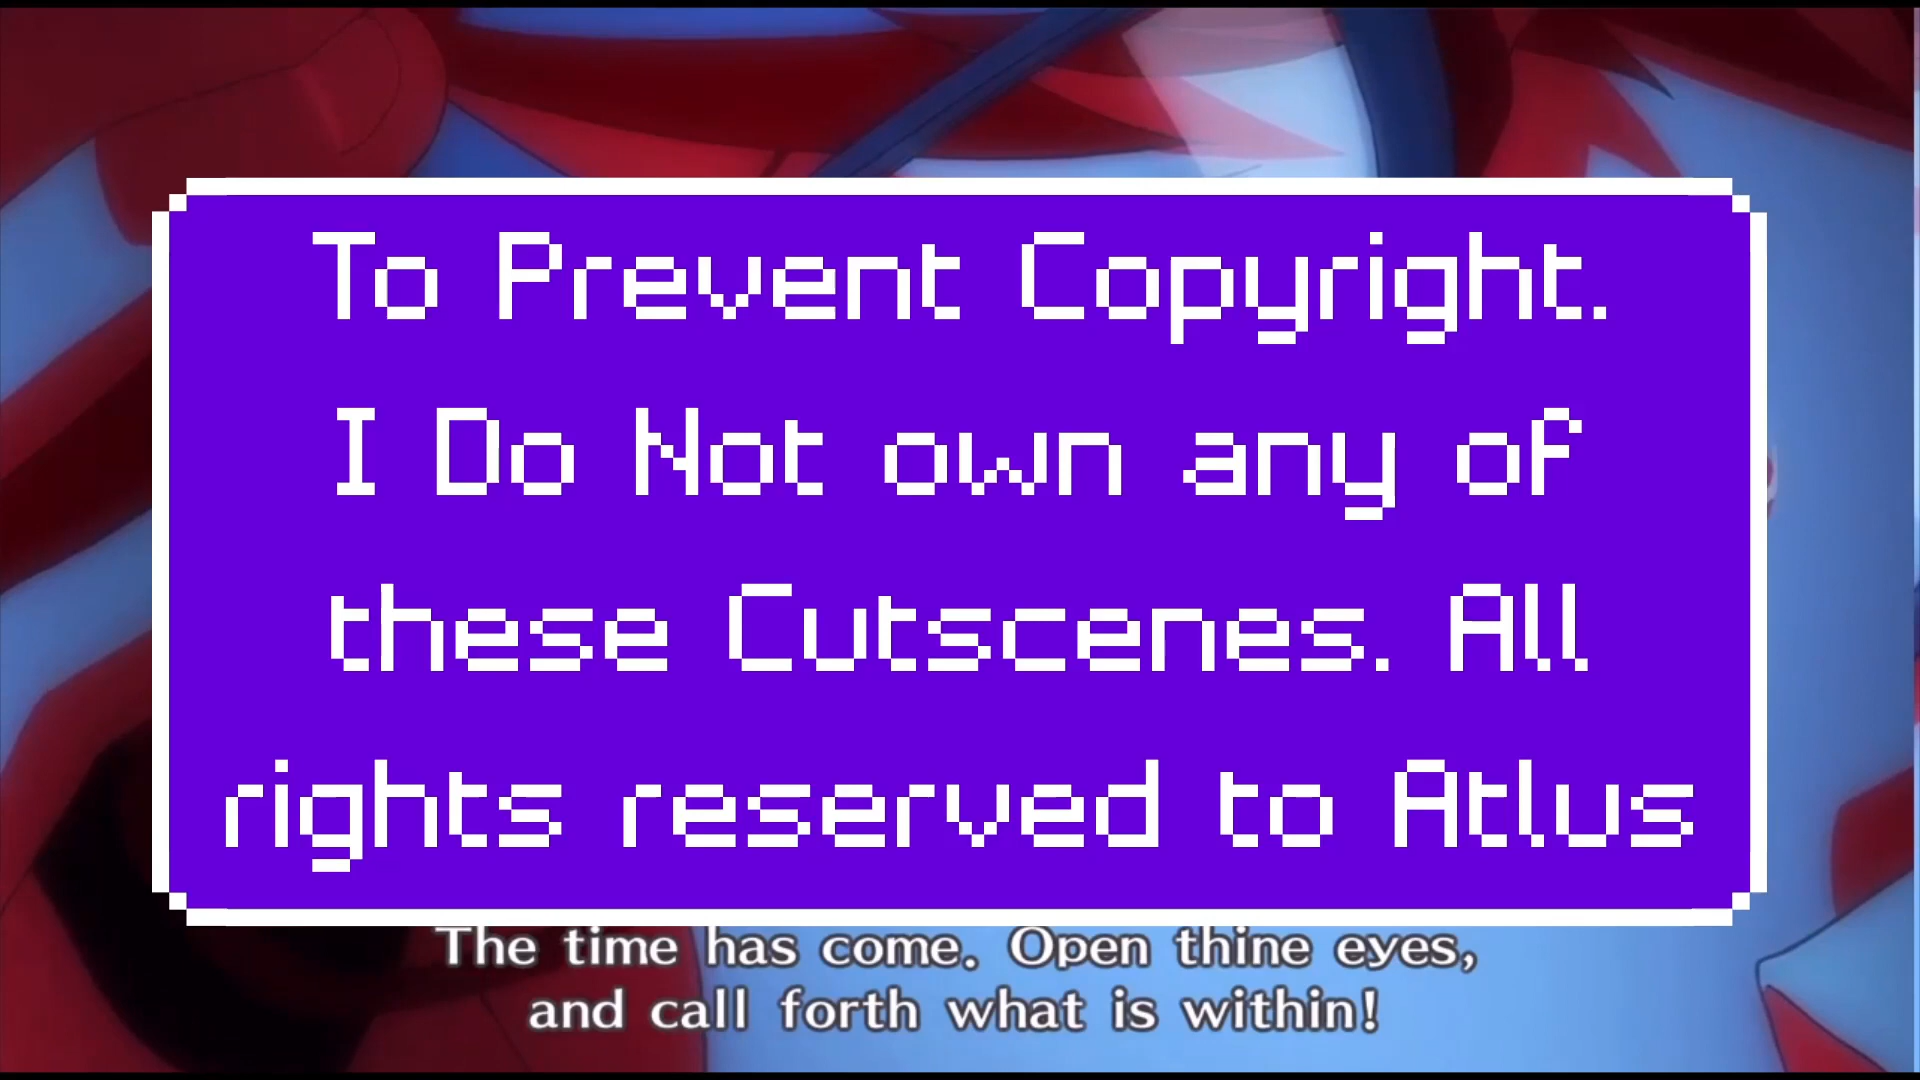 To Prevent Copyright.
I Do Not own any of
these Cutscenes. All
rights reserved to Atlus
The time has come. Open thine eyes,
and call forth what is within!